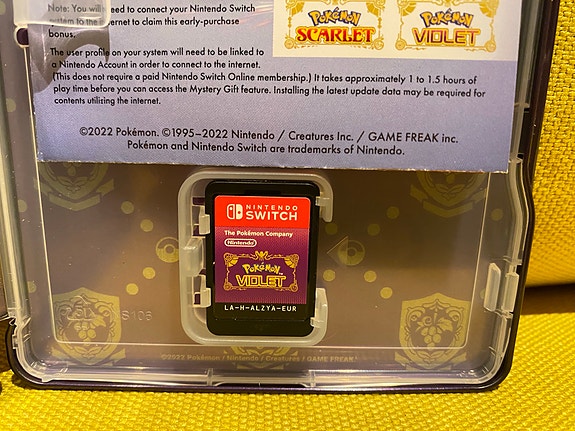 Note: You will need to connect your Nintendo Switch
system to the internet to claim this early-purchase
bonus.
The user profile on your system will need to be linked to
a Nintendo Account in order to connect to the internet.
(This does not require a paid Nintendo Switch Online membership.) It takes approximately 1 to 1.5 hours of
play time before you can access the Mystery Gift feature. Installing the latest update data may be required for
contents utilising the internet.
POKÉMON
SCARLET
POKÉMON
VIOLET
©2022 Pokémon. ©1995–2022 Nintendo / Creatures Inc. / GAME FREAK inc.
Pokémon and Nintendo Switch are trademarks of Nintendo.
NINTENDO
SWITCH
The Pokémon Company
Nintendo
POKÉMON
VIOLET
LA-H-ALZYA-EUR
©2022 Pokémon / Nintendo / Creatures / GAME FREAK